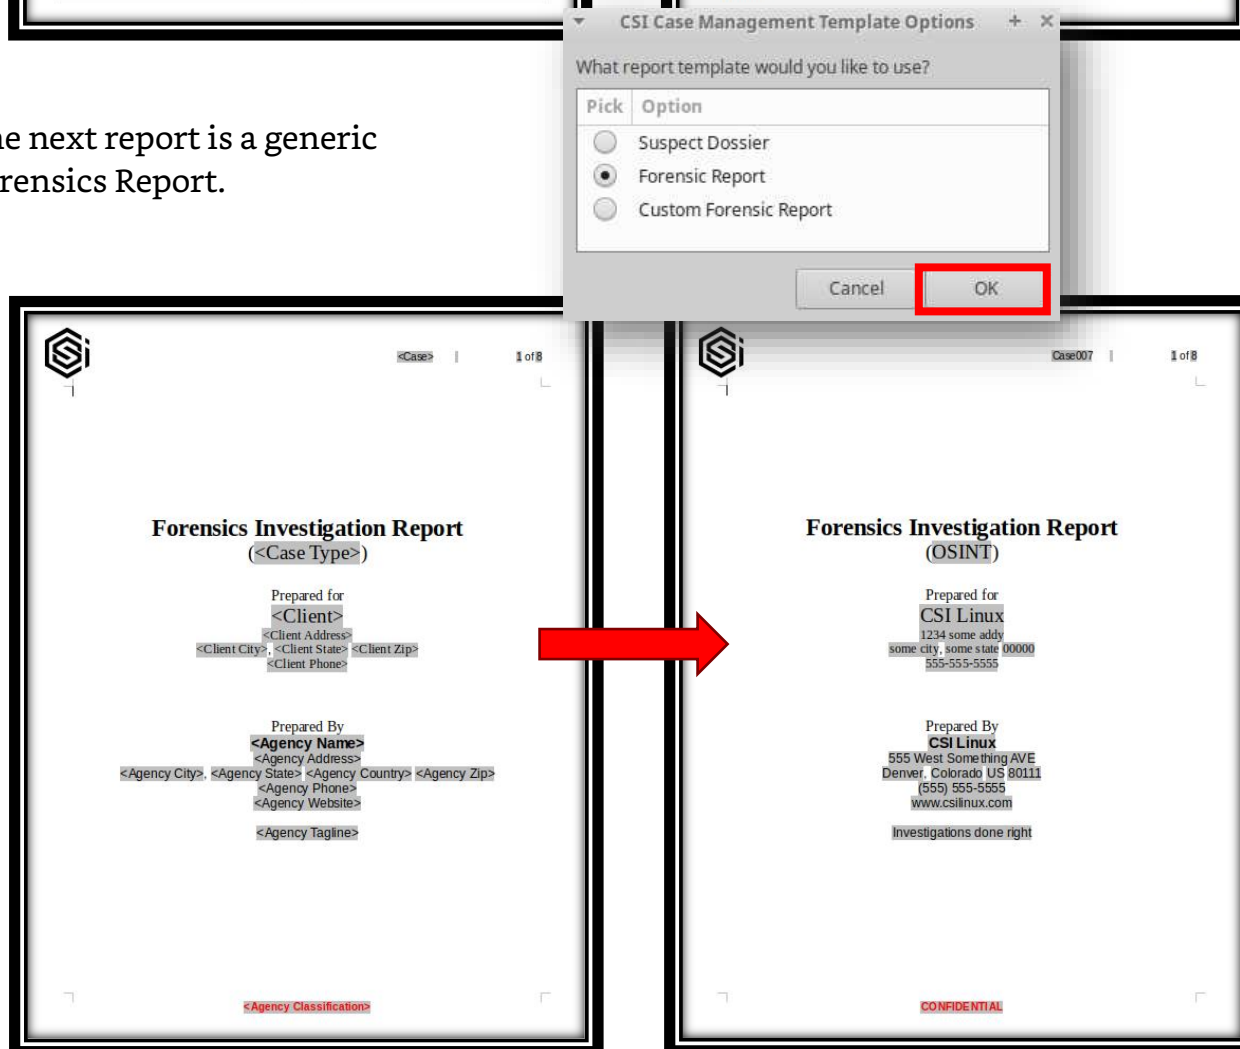 CSI Case Management Template Options
What report template would you like to use?
Pick Option
Suspect Dossier
Forensic Report
Custom Forensic Report
Cancel OK
next report is a generic
Report.
<Case> | 1 of 8
Forensics Investigation Report
(<Case Type>)
Prepared for
<Client>
<Client Address>
<Client City>, <Client State> <Client Zip>
<Client Phone>
Prepared By
<Agency Name>
<Agency Address>
<Agency City>, <Agency State> <Agency Country> <Agency Zip>
<Agency Phone>
<Agency Website>
<Agency Tagline>
<Agency Classification>
Case007 | 1 of 8
Forensics Investigation Report
(OSINT)
Prepared for
CSI Linux
1234 some addy
some city, some state 00000
555-555-5555
Prepared By
CSI Linux
555 West Something AVE
Denver, Colorado US 80111
(555) 555-5555
www.csilinux.com
Investigations done right
CONFIDENTIAL